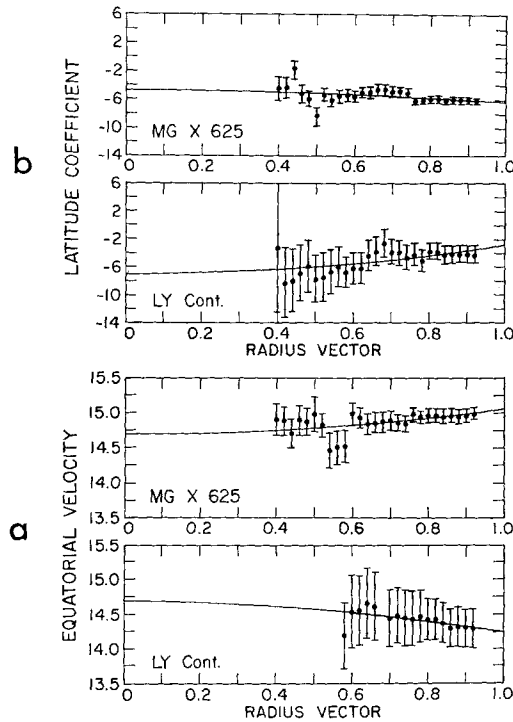 b
LATITUDE COEFFICIENT
6
-2
-6
-10
-14
MG X 625
0 0.2 0.4 0.6 0.8 1.0
6
-2
-6
-10
-14
LY Cont.
0 0.2 0.4 0.6 0.8 1.0
RADIUS VECTOR
a
EQUATORIAL VELOCITY
15.5
15.0
14.5
14.0
13.5
MG X 625
0 0.2 0.4 0.6 0.8 1.0
15.5
15.0
14.5
14.0
13.5
LY Cont.
0 0.2 0.4 0.6 0.8 1.0
RADIUS VECTOR